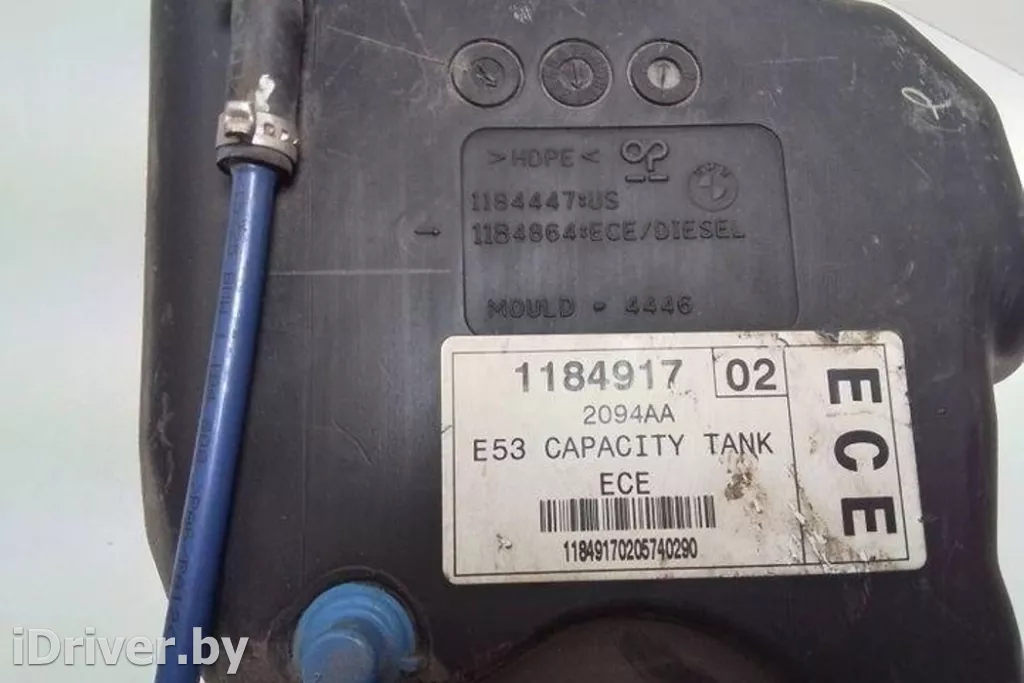 >HDPE<
1184447:US
→ 1184864:ECE/DIESEL
MOULD - 4446
1184917 02
2094AA
E53 CAPACITY TANK
ECE
11849170205740290
ECE
iDriver.by